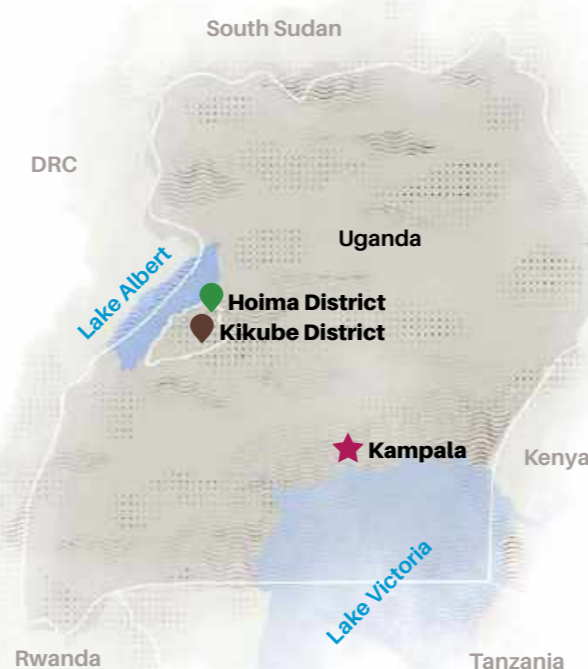 South Sudan
DRC
Uganda
Lake Albert
Hoima District
Kikube District
Kampala
Kenya
Lake Victoria
Rwanda
Tanzania